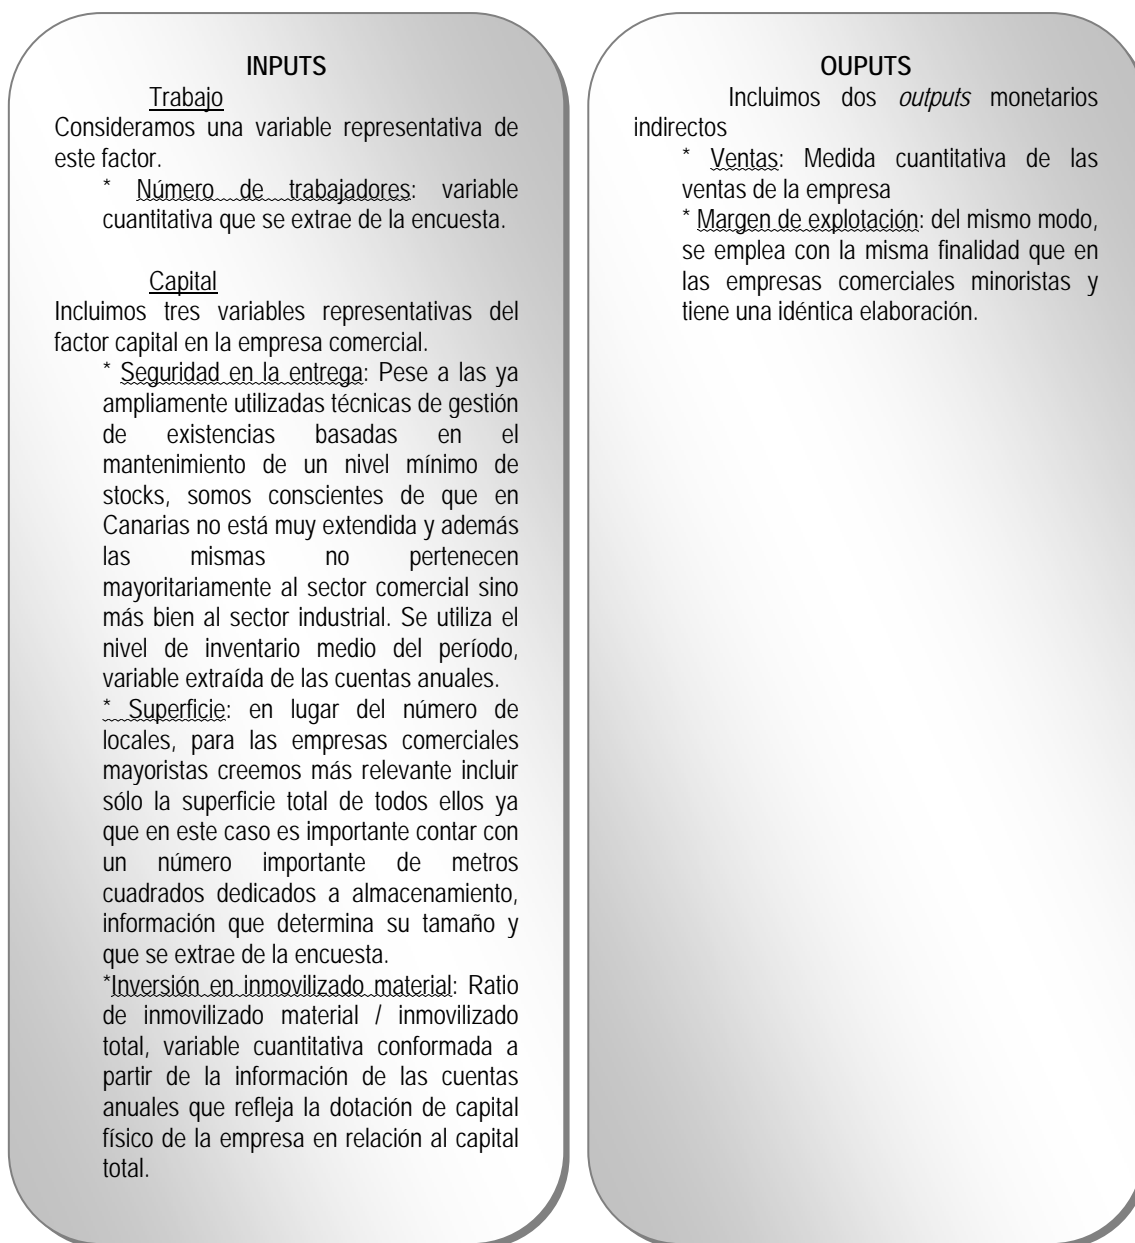 INPUTS
Trabajo
Consideramos una variable representativa de
este factor.
* Número de trabajadores: variable
cuantitativa que se extrae de la encuesta.
Capital
Incluimos tres variables representativas del
factor capital en la empresa comercial.
* Seguridad en la entrega: Pese a las ya
ampliamente utilizadas técnicas de gestión
de existencias basadas en el
mantenimiento de un nivel mínimo de
stocks, somos conscientes de que en
Canarias no está muy extendida y además
las mismas no pertenecen
mayoritariamente al sector comercial sino
más bien al sector industrial. Se utiliza el
nivel de inventario medio del período,
variable extraída de las cuentas anuales.
* Superficie: en lugar del número de
locales, para las empresas comerciales
mayoristas creemos más relevante incluir
sólo la superficie total de todos ellos ya
que en este caso es importante contar con
un número importante de metros
cuadrados dedicados a almacenamiento,
información que determina su tamaño y
que se extrae de la encuesta.
*Inversión en inmovilizado material: Ratio
de inmovilizado material / inmovilizado
total, variable cuantitativa conformada a
partir de la información de las cuentas
anuales que refleja la dotación de capital
físico de la empresa en relación al capital
total.
OUPUTS
Incluimos dos outputs monetarios
indirectos
* Ventas: Medida cuantitativa de las
ventas de la empresa
* Margen de explotación: del mismo modo,
se emplea con la misma finalidad que en
las empresas comerciales minoristas y
tiene una idéntica elaboración.